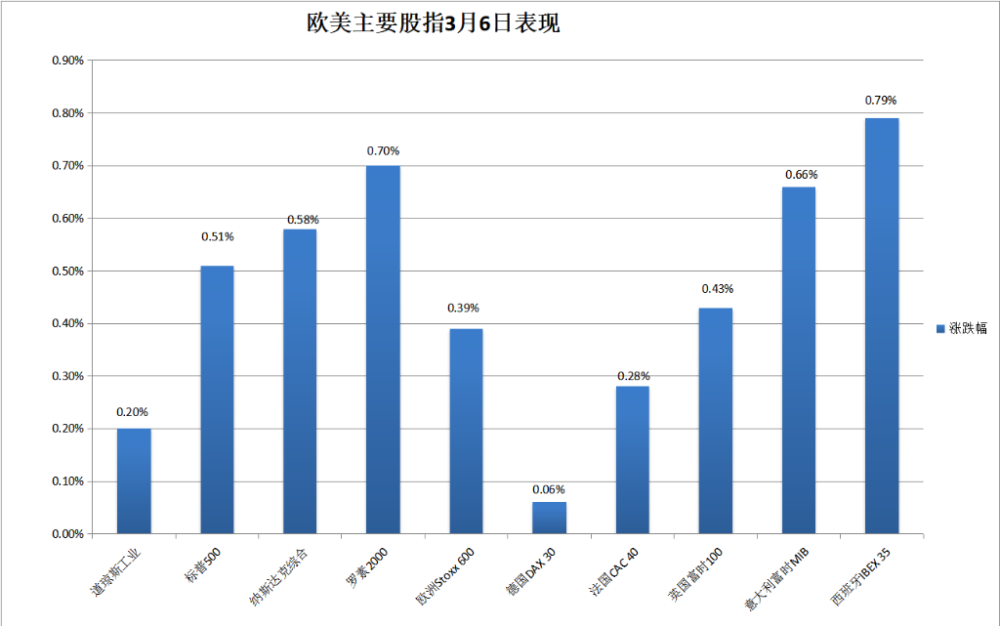 欧美主要股指3月6日表现
0.90%
0.80%
0.70%
0.60%
0.50%
0.40%
0.30%
0.20%
0.10%
0.00%
0.20%
0.51%
0.58%
0.70%
0.39%
0.06%
0.28%
0.43%
0.66%
0.79%
道琼斯工业
标普500
纳斯达克综合
罗素2000
欧洲Stoxx 600
德国DAX 30
法国CAC 40
英国富时100
意大利富时MIB
西班牙IBEX 35
涨跌幅